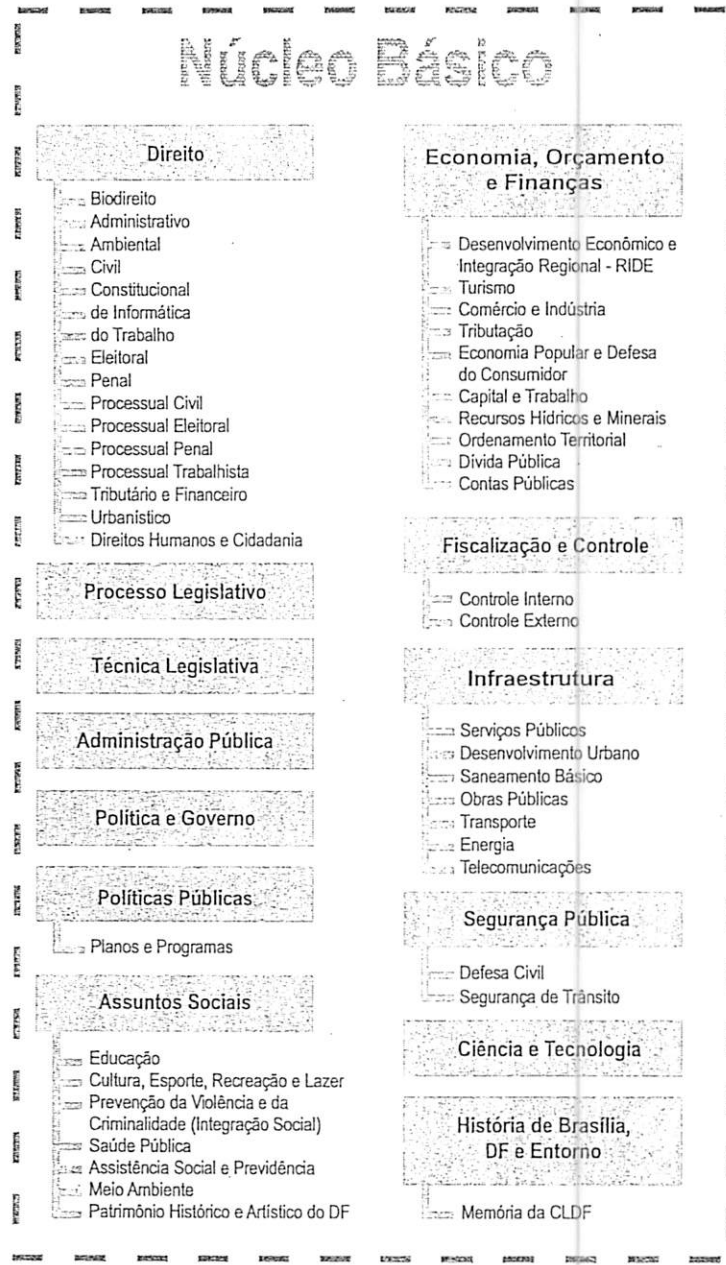 Núcleo Básico
Direito
Biodireito
Administrativo
Ambiental
Civil
Constitucional
de Informática
do Trabalho
Eleitoral
Penal
Processual Civil
Processual Eleitoral
Processual Penal
Processual Trabalhista
Tributário e Financeiro
Urbanistico
Direitos Humanos e Cidadania
Processo Legislativo
Técnica Legislativa
Administração Pública
Política e Governo
Políticas Públicas
Planos e Programas
Assuntos Sociais
Educação
Cultura, Esporte, Recreação e Lazer
Prevenção da Violência e da
Criminalidade (Integração Social)
Saúde Pública
Assistência Social e Previdência
Meio Ambiente
Patrimônio Histórico e Artístico do DF
Economia, Orçamento
e Finanças
Desenvolvimento Econômico e
Integração Regional - RIDE
Turismo
Comércio e Indústria
Tributação
Economia Popular e Defesa
do Consumidor
Capital e Trabalho
Recursos Hídricos e Minerais
Ordenamento Territorial
Dívida Pública
Contas Públicas
Fiscalização e Controle
Controle Interno
Controle Externo
Infraestrutura
Serviços Públicos
Desenvolvimento Urbano
Saneamento Básico
Obras Públicas
Transporte
Energia
Telecomunicações
Segurança Pública
Defesa Civil
Segurança de Trânsito
Ciência e Tecnologia
História de Brasília,
DF e Entorno
Memória da CLDF